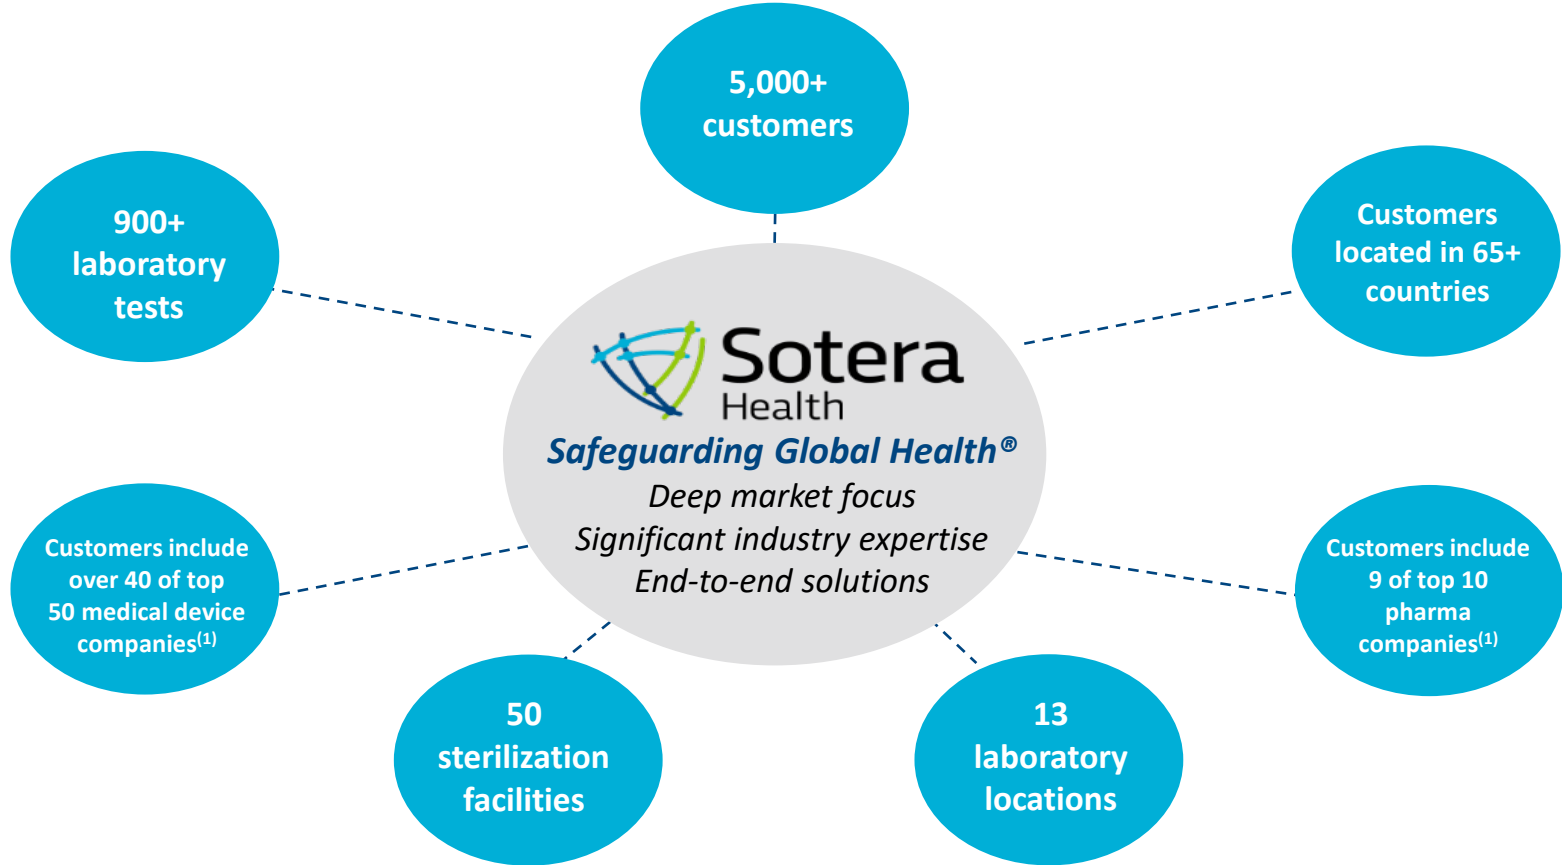 5,000+
customers
900+
laboratory
tests
Customers
located in 65+
countries
Sotera
Health
Safeguarding Global Health®
Deep market focus
Significant industry expertise
End-to-end solutions
Customers include
over 40 of top
50 medical device
companies(1)
Customers include
9 of top 10
pharma
companies(1)
50
sterilization
facilities
13
laboratory
locations